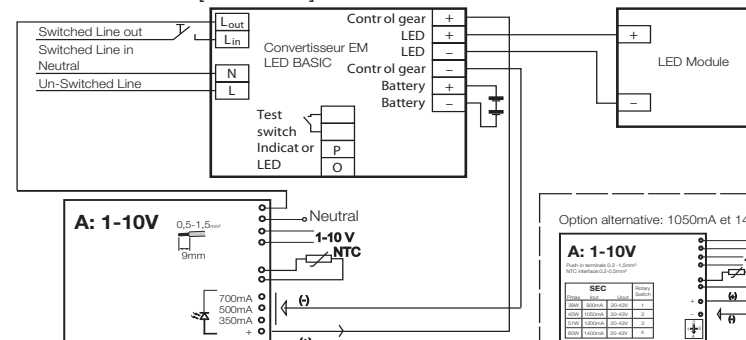 Switched Line out
Switched Line in
Neutral
Un-Switched Line
Lout
Lin
N
L
Convertisseur EM
LED BASIC
Control gear +
LED +
LED –
Control gear –
Battery +
Battery –
Test
switch
Indicator P
LED O
+
LED Module
–
A: 1-10V
0,5-1,5mm²
9mm
Neutral
1-10 V
NTC
700mA
500mA
350mA
+
(-)
Option alternative: 1050mA et 14
A: 1-10V
Push-in terminals 0.2 -1,5mm²
NTC interface:0.2-0.5mm²
SEC Rotary Switch
Pmax Iout Uout
39W 900mA 20-43V 1
45W 1050mA 20-43V 2
51W 1200mA 20-43V 3
60W 1400mA 20-43V 4
+
–
(+)
(-)